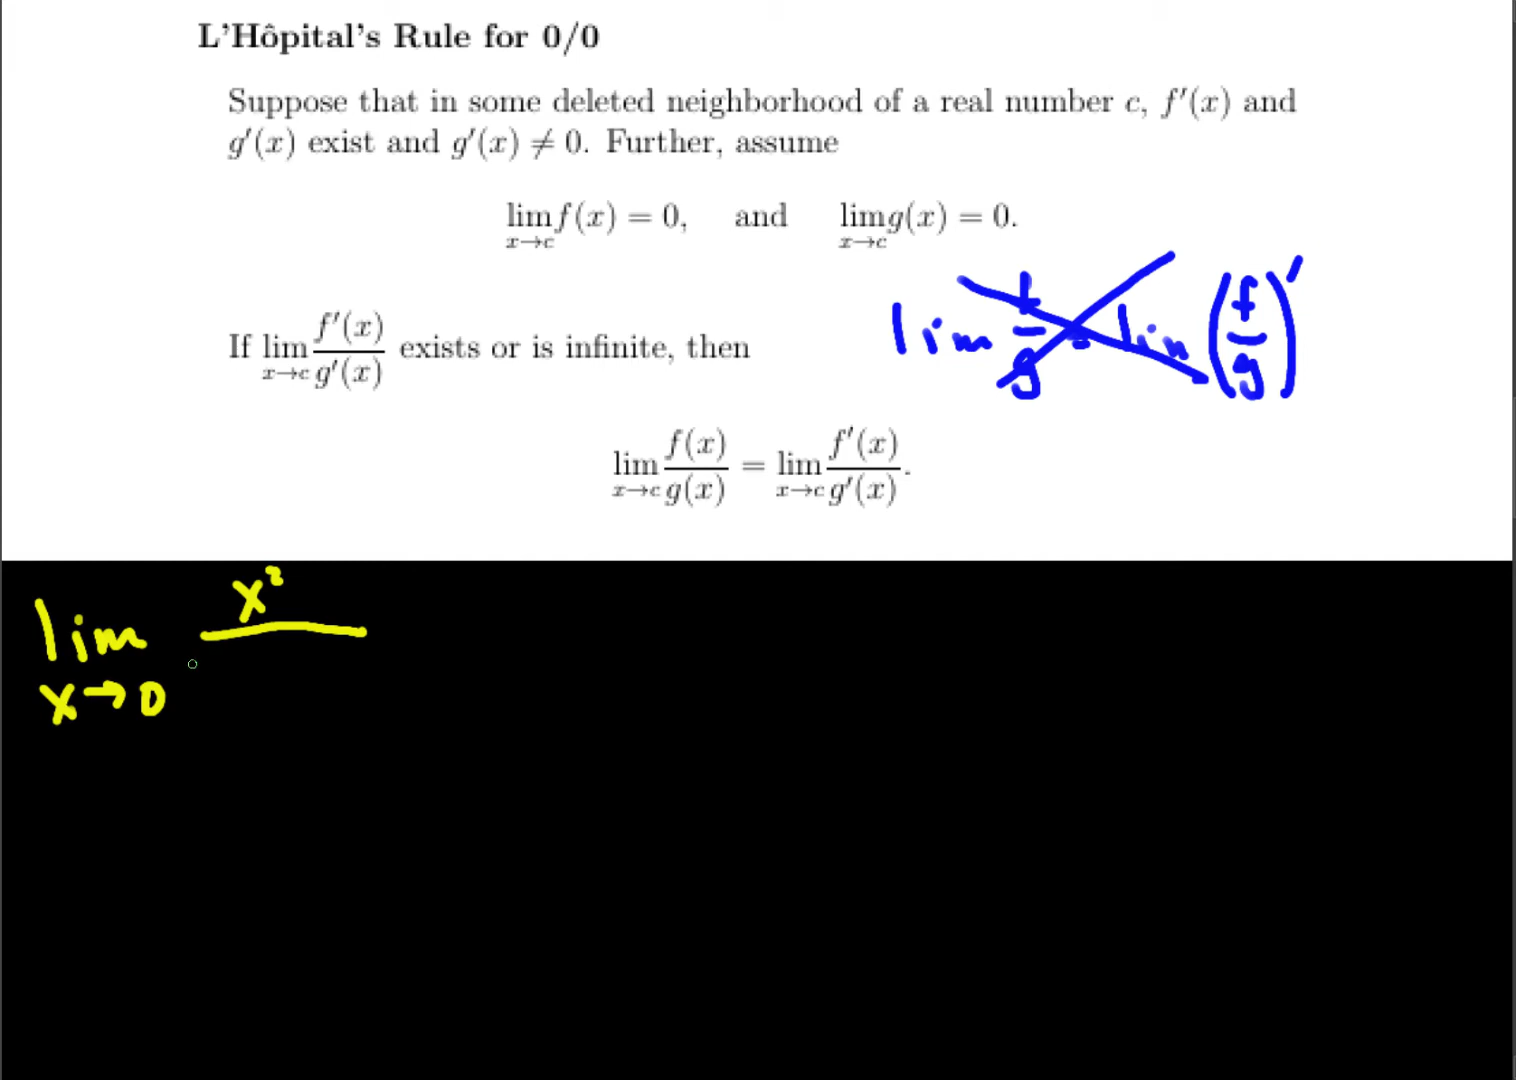 L'Hôpital's Rule for 0/0
Suppose that in some deleted neighborhood of a real number c, f′(x) and
g′(x) exist and g′(x) ≠ 0. Further, assume
lim x→c f(x) = 0, and lim x→c g(x) = 0.
lim f/g = lim (f/g)′
If lim x→c f′(x)/g′(x) exists or is infinite, then
lim x→c f(x)/g(x) = lim x→c f′(x)/g′(x).
lim x→0 x²